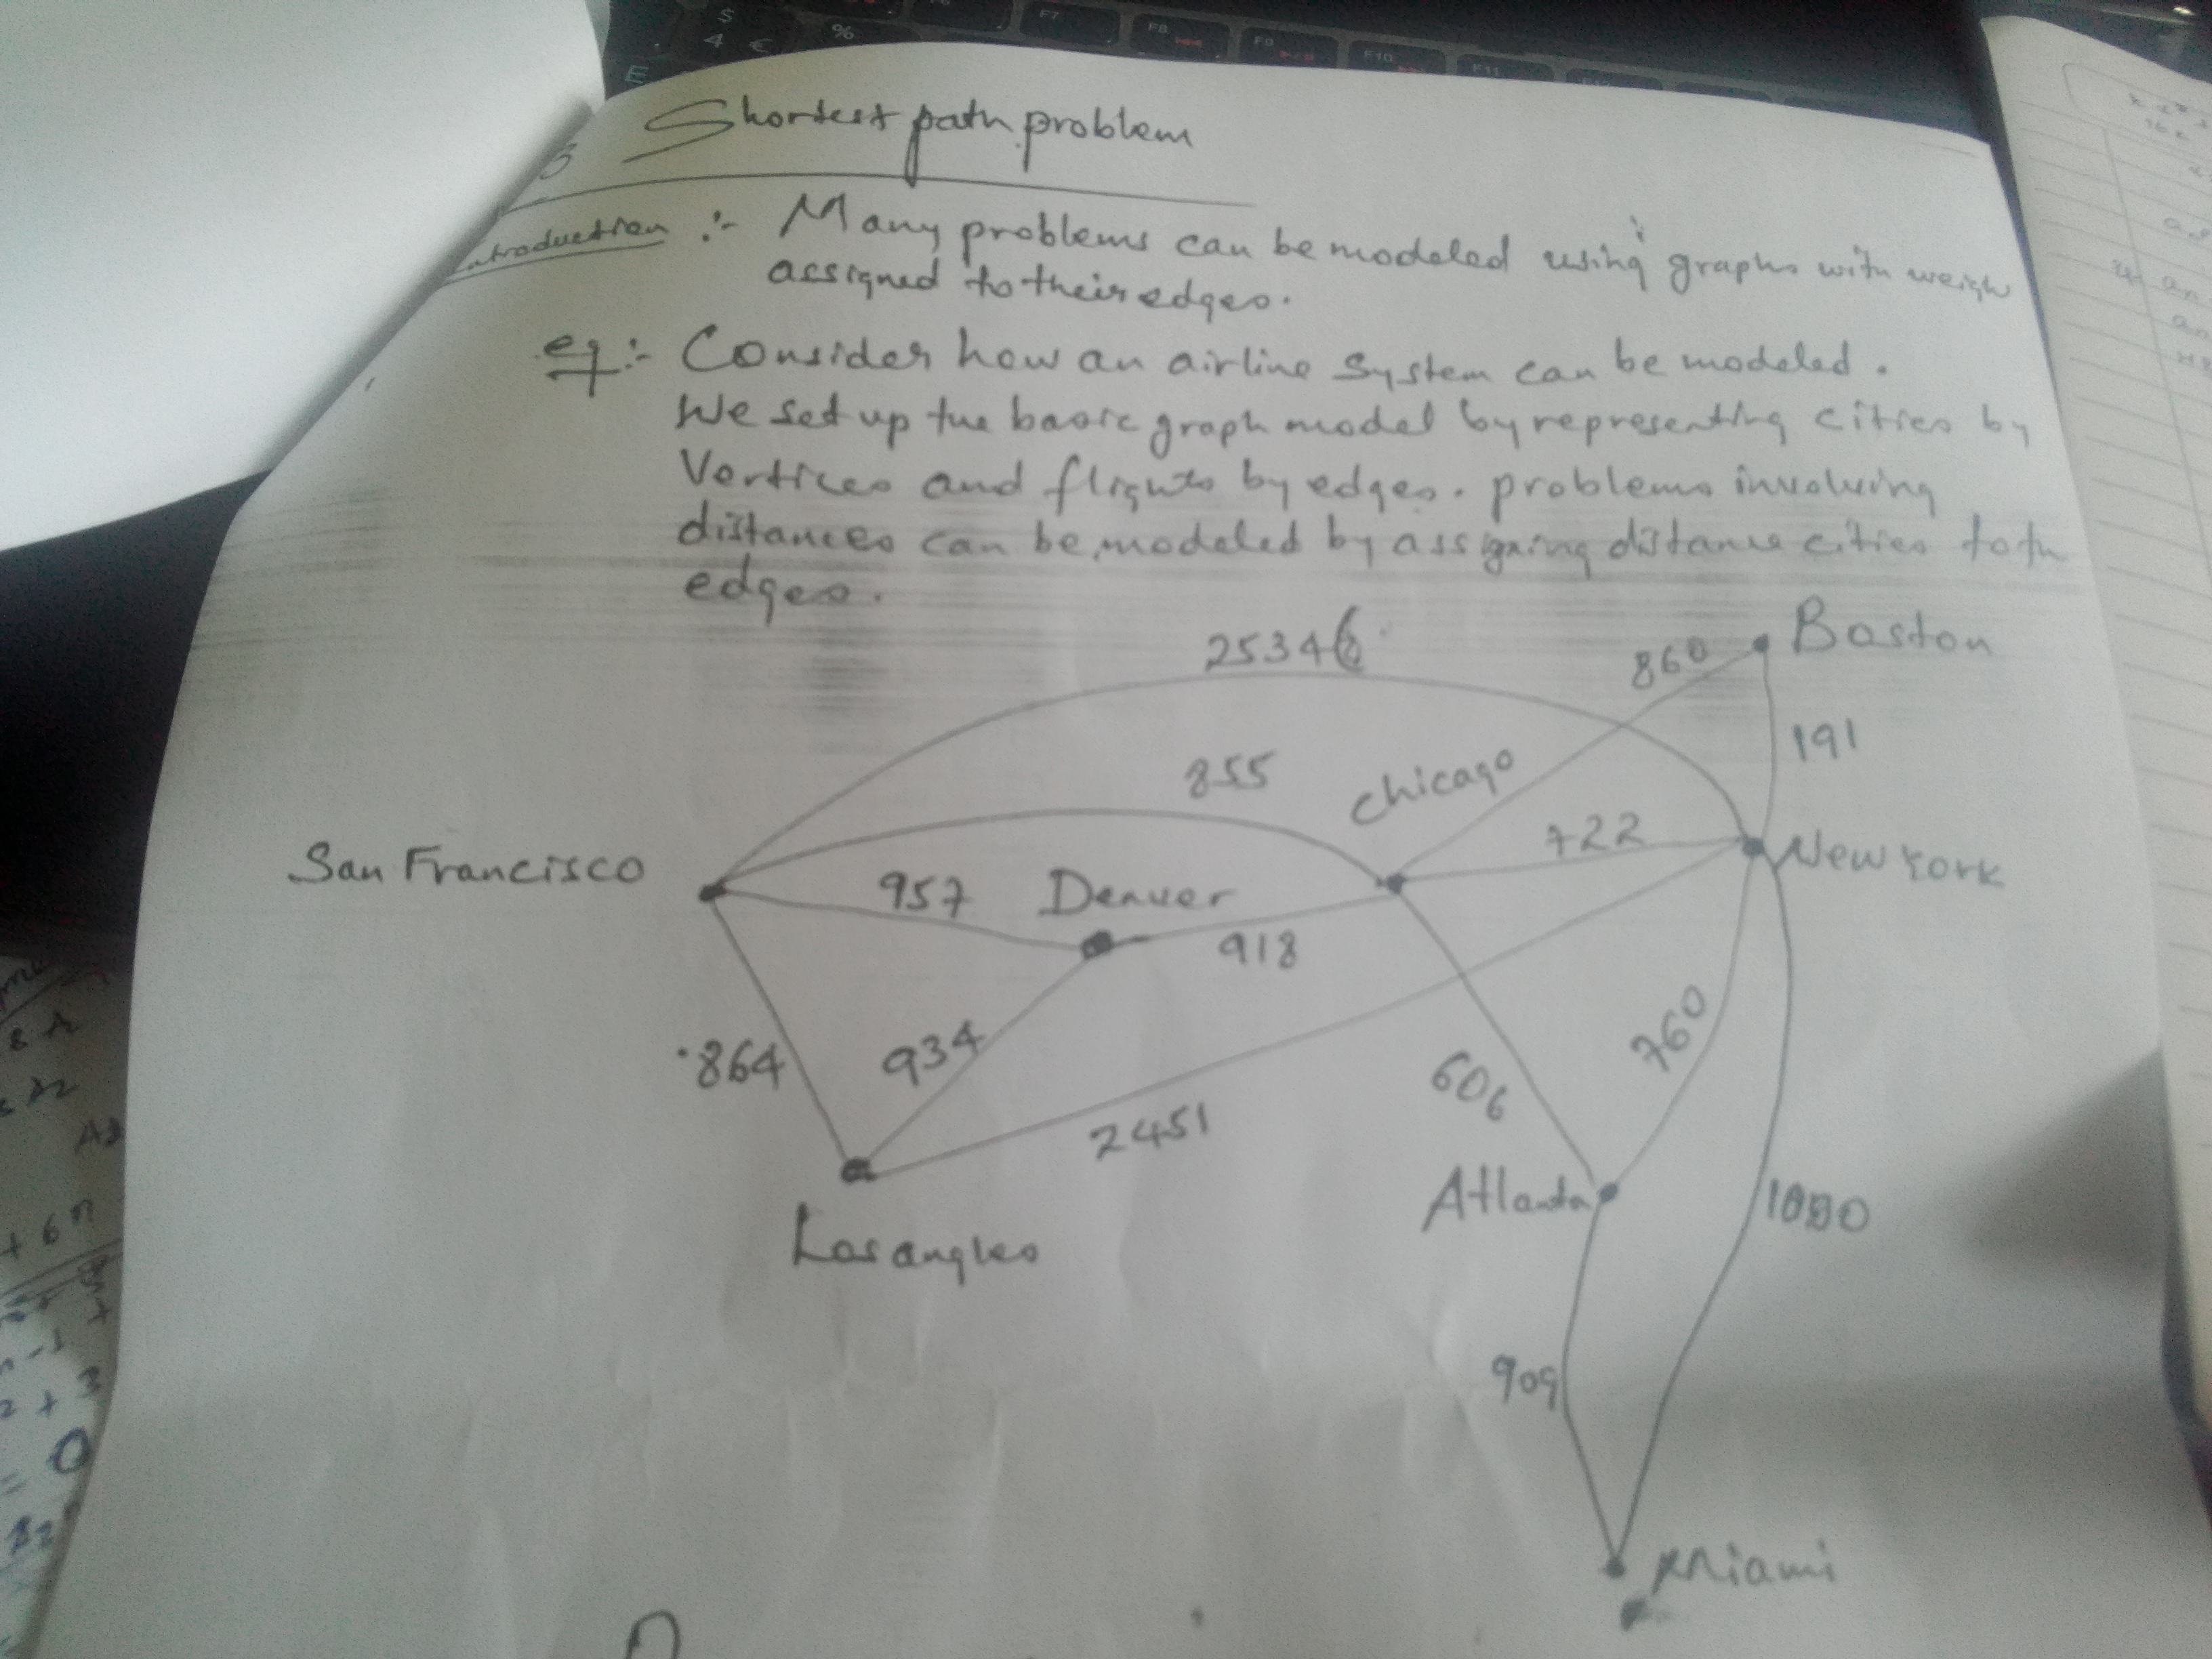 Shortest path problem
Introduction :- Many problems can be modeled using graphs with weigh
assigned to their edges.
eg:- Consider how an airline system can be modeled.
We set up the basic graph model by representing cities by
Vertices and flights by edges. problems involving
distances can be modeled by assigning distance cities to th
edges.
2534
860
Boston
191
855
chicago
722
San Francisco
957
Denver
New York
918
864
934
760
606
2451
Atlanta
Los angles
909
Miami